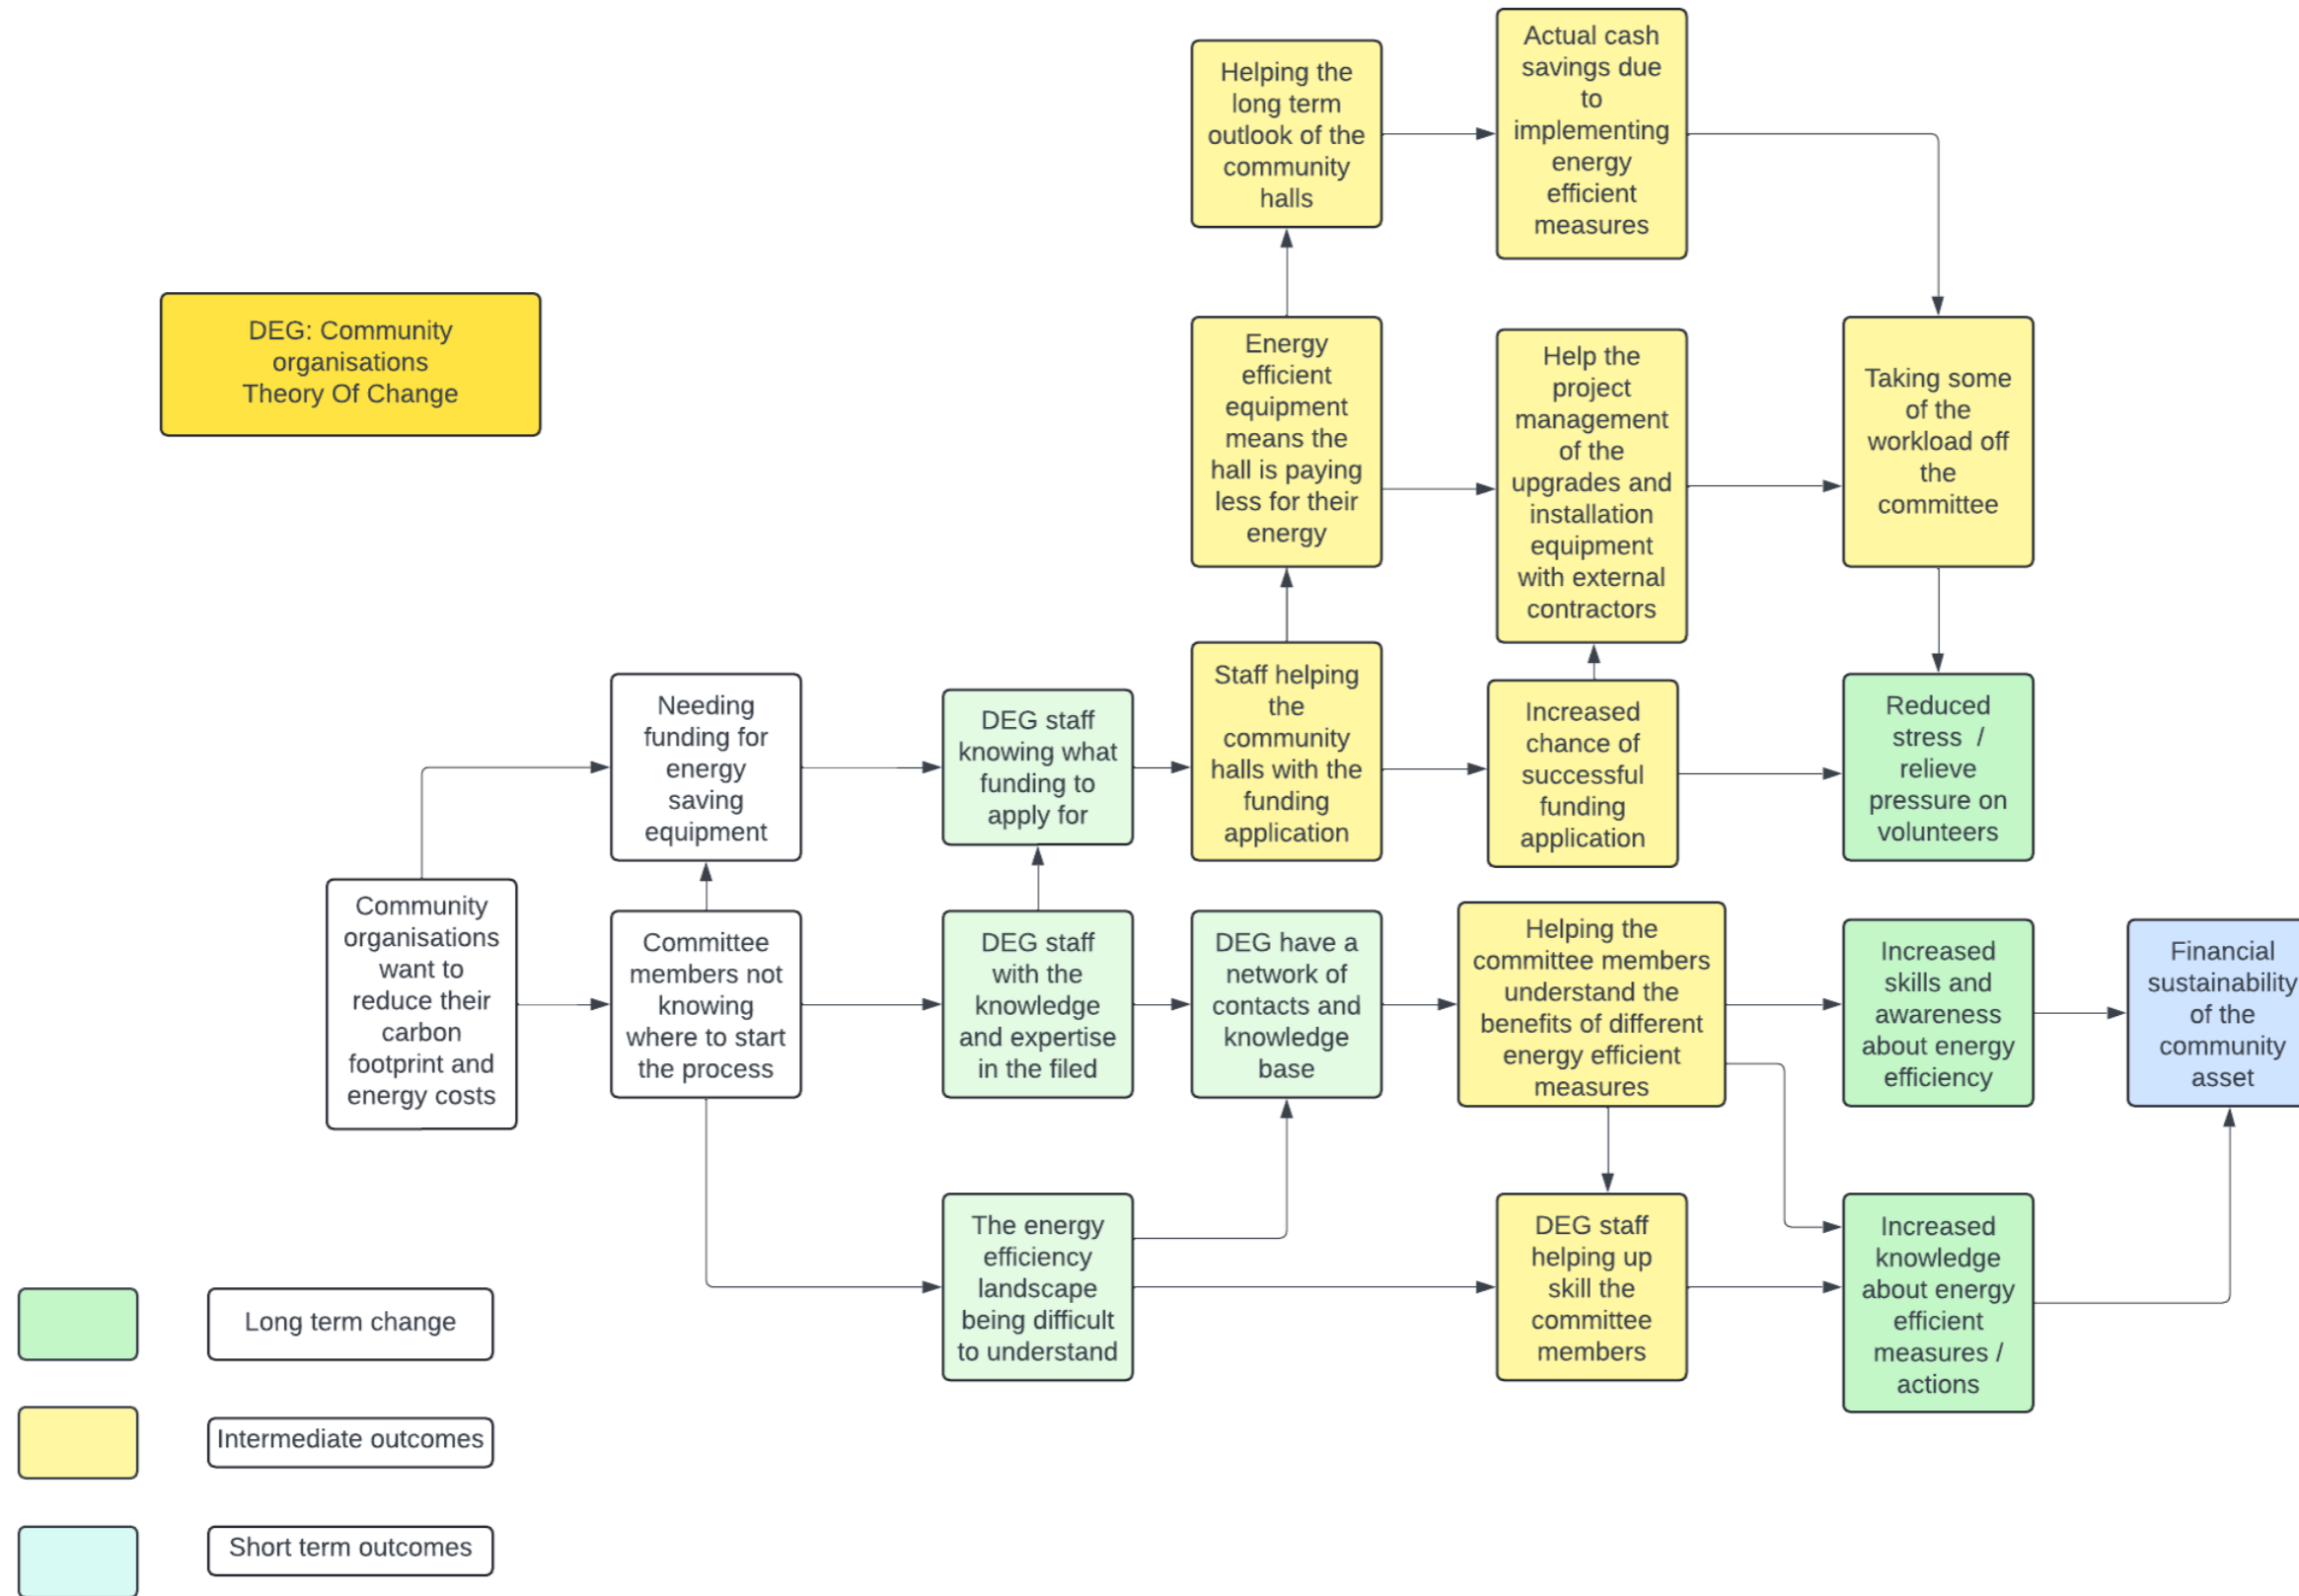 Actual cash
savings due
to
implementing
energy
efficient
measures
Helping the
long term
outlook of the
community
halls
DEG: Community
organisations
Theory Of Change
Energy
efficient
equipment
means the
hall is paying
less for their
energy
Help the
project
management
of the
upgrades and
installation
equipment
with external
contractors
Taking some
of the
workload off
the
committee
Needing
funding for
energy
saving
equipment
DEG staff
knowing what
funding to
apply for
Staff helping
the
community
halls with the
funding
application
Increased
chance of
successful
funding
application
Reduced
stress / 
relieve
pressure on
volunteers
Community
organisations
want to
reduce their
carbon
footprint and
energy costs
Committee
members not
knowing
where to start
the process
DEG staff
with the
knowledge
and expertise
in the filed
DEG have a
network of
contacts and
knowledge
base
Helping the
committee members
understand the
benefits of different
energy efficient
measures
Increased
skills and
awareness
about energy
efficiency
Financial
sustainability
of the
community
asset
The energy
efficiency
landscape
being difficult
to understand
DEG staff
helping up
skill the
committee
members
Increased
knowledge
about energy
efficient
measures /
actions
Long term change
Intermediate outcomes
Short term outcomes